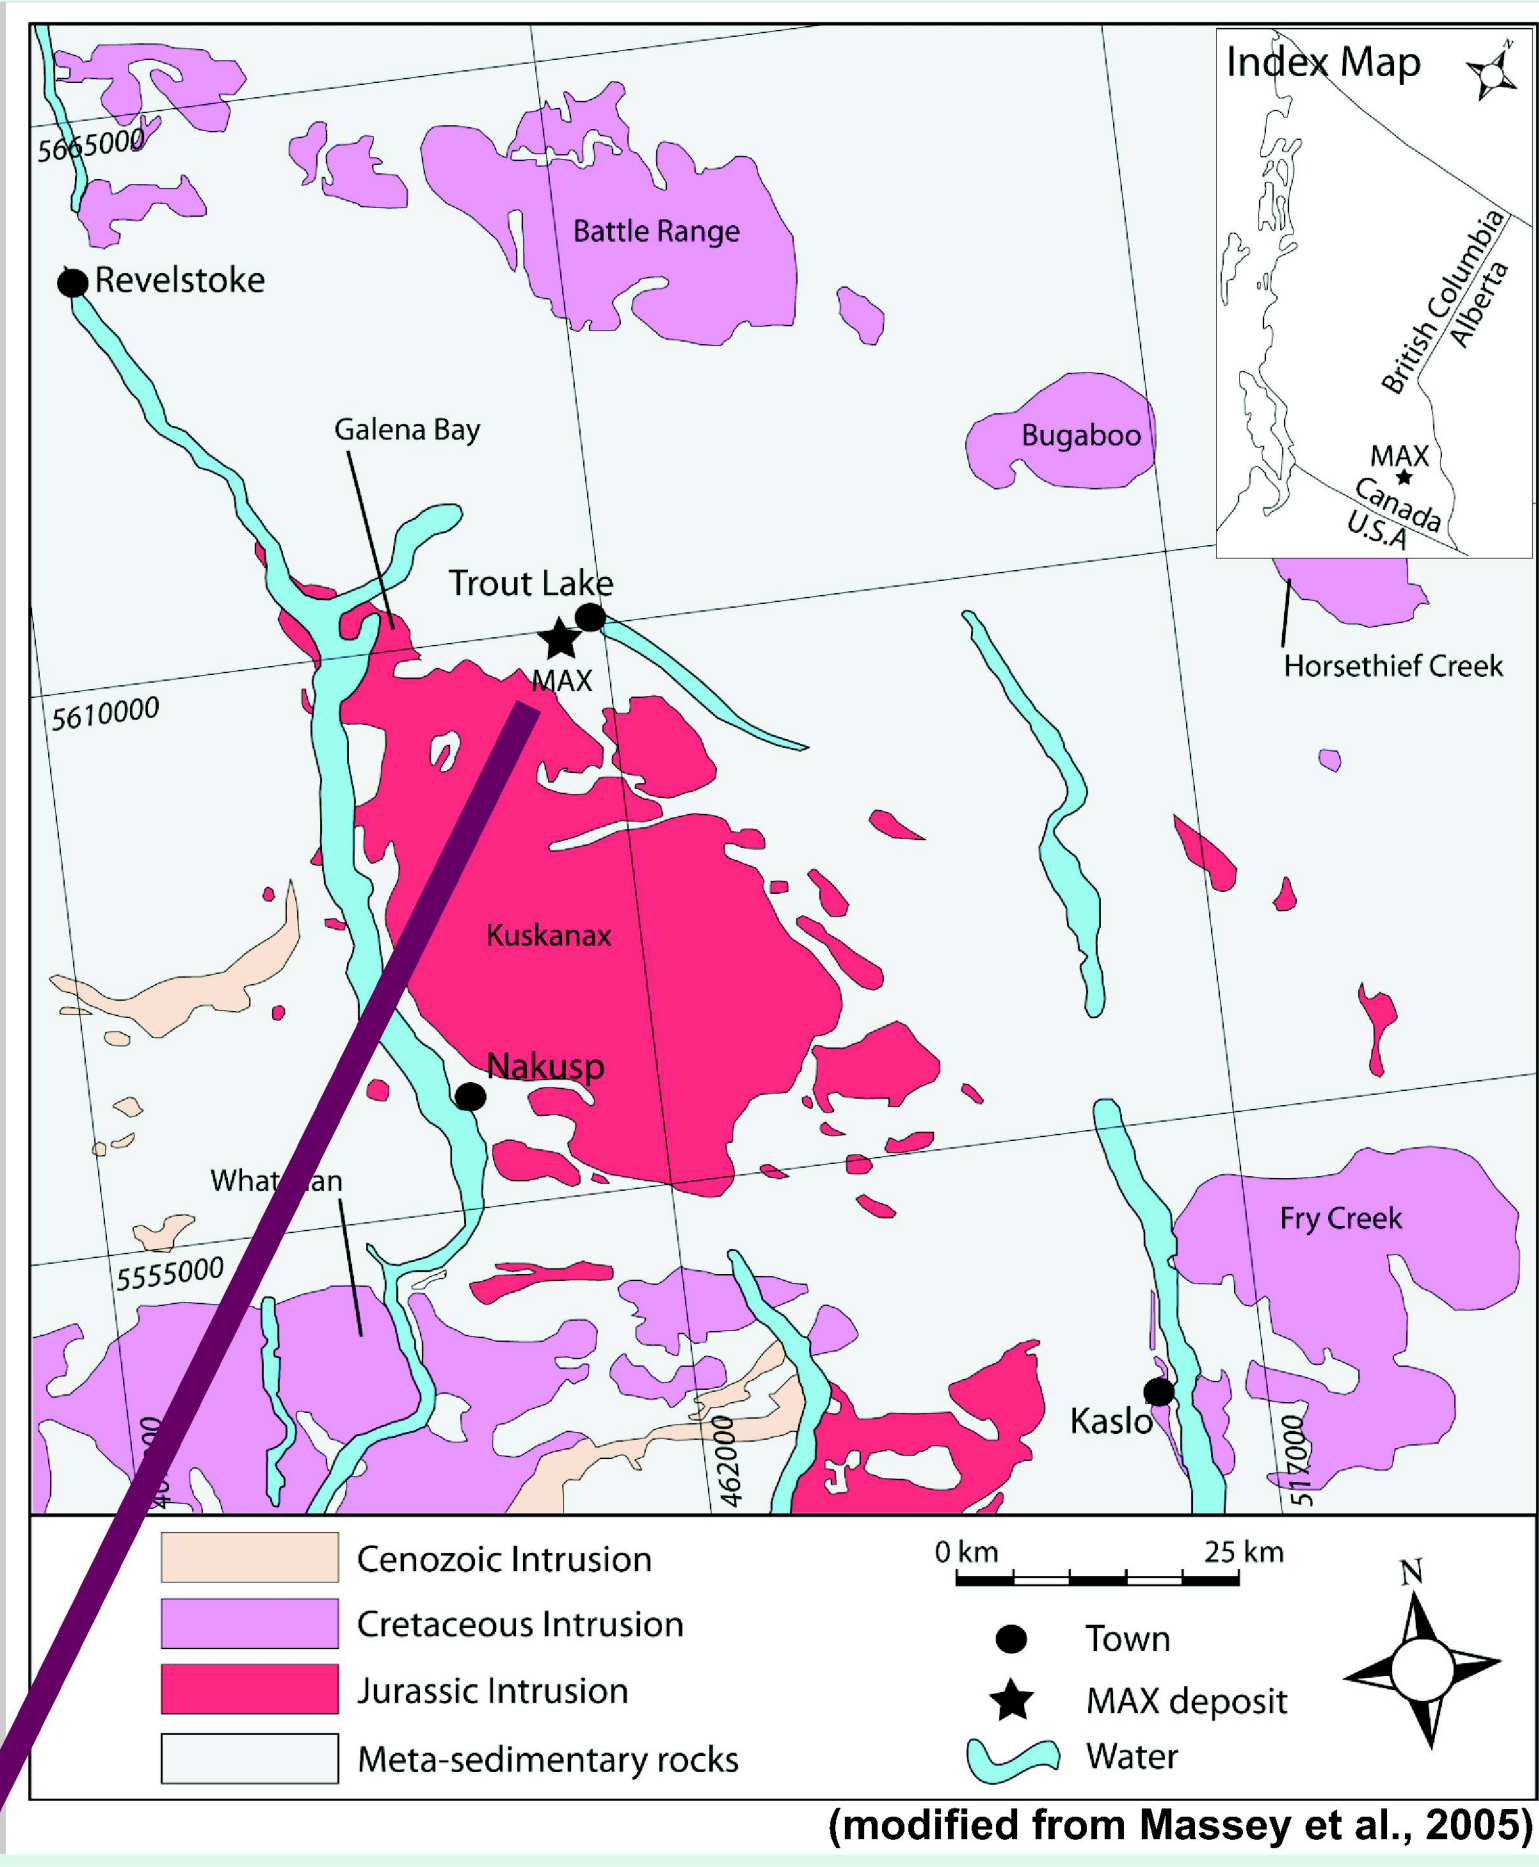 Index Map
N
British Columbia
Alberta
MAX
Canada
U.S.A
5665000
Battle Range
Revelstoke
Galena Bay
Bugaboo
Trout Lake
MAX
Horsethief Creek
5610000
Kuskanax
Nakusp
Fry Creek
5555000
Kaslo
462000
517000
Cenozoic Intrusion
Cretaceous Intrusion
Jurassic Intrusion
Meta-sedimentary rocks
0 km 25 km
Town
MAX deposit
Water
N
(modified from Massey et al., 2005)